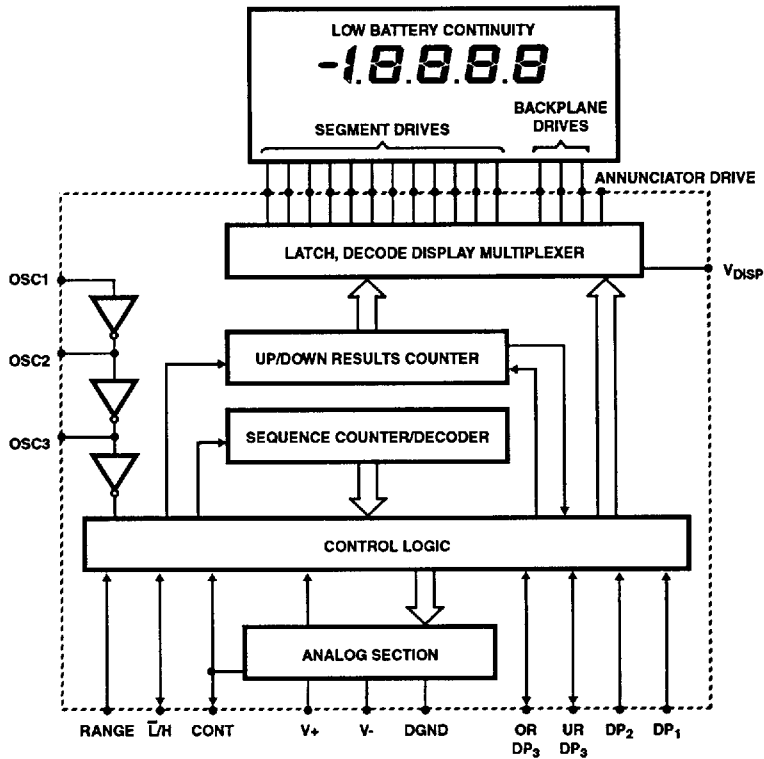 LOW BATTERY CONTINUITY
-1.8.8.8.8
BACKPLANE
DRIVES
SEGMENT DRIVES
ANNUNCIATOR DRIVE
LATCH, DECODE DISPLAY MULTIPLEXER
VDISP
OSC1
UP/DOWN RESULTS COUNTER
OSC2
SEQUENCE COUNTER/DECODER
OSC3
CONTROL LOGIC
ANALOG SECTION
RANGE L̅/H CONT V+ V- DGND OR UR DP2 DP1
DP3 DP3